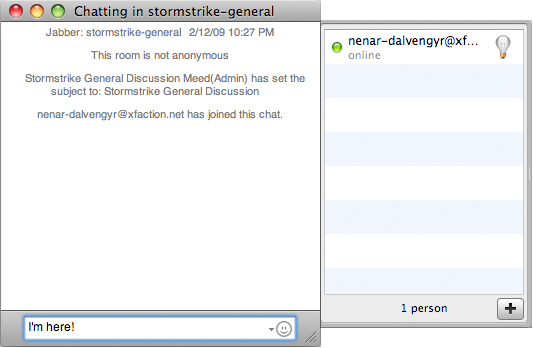 Chatting in stormstrike-general
Jabber: stormstrike-general 2/12/09 10:27 PM
This room is not anonymous
Stormstrike General Discussion Meed(Admin) has set the
subject to: Stormstrike General Discussion
nenar-dalvengyr@xfaction.net has joined this chat.
I'm here!
nenar-dalvengyr@xf...
online
1 person